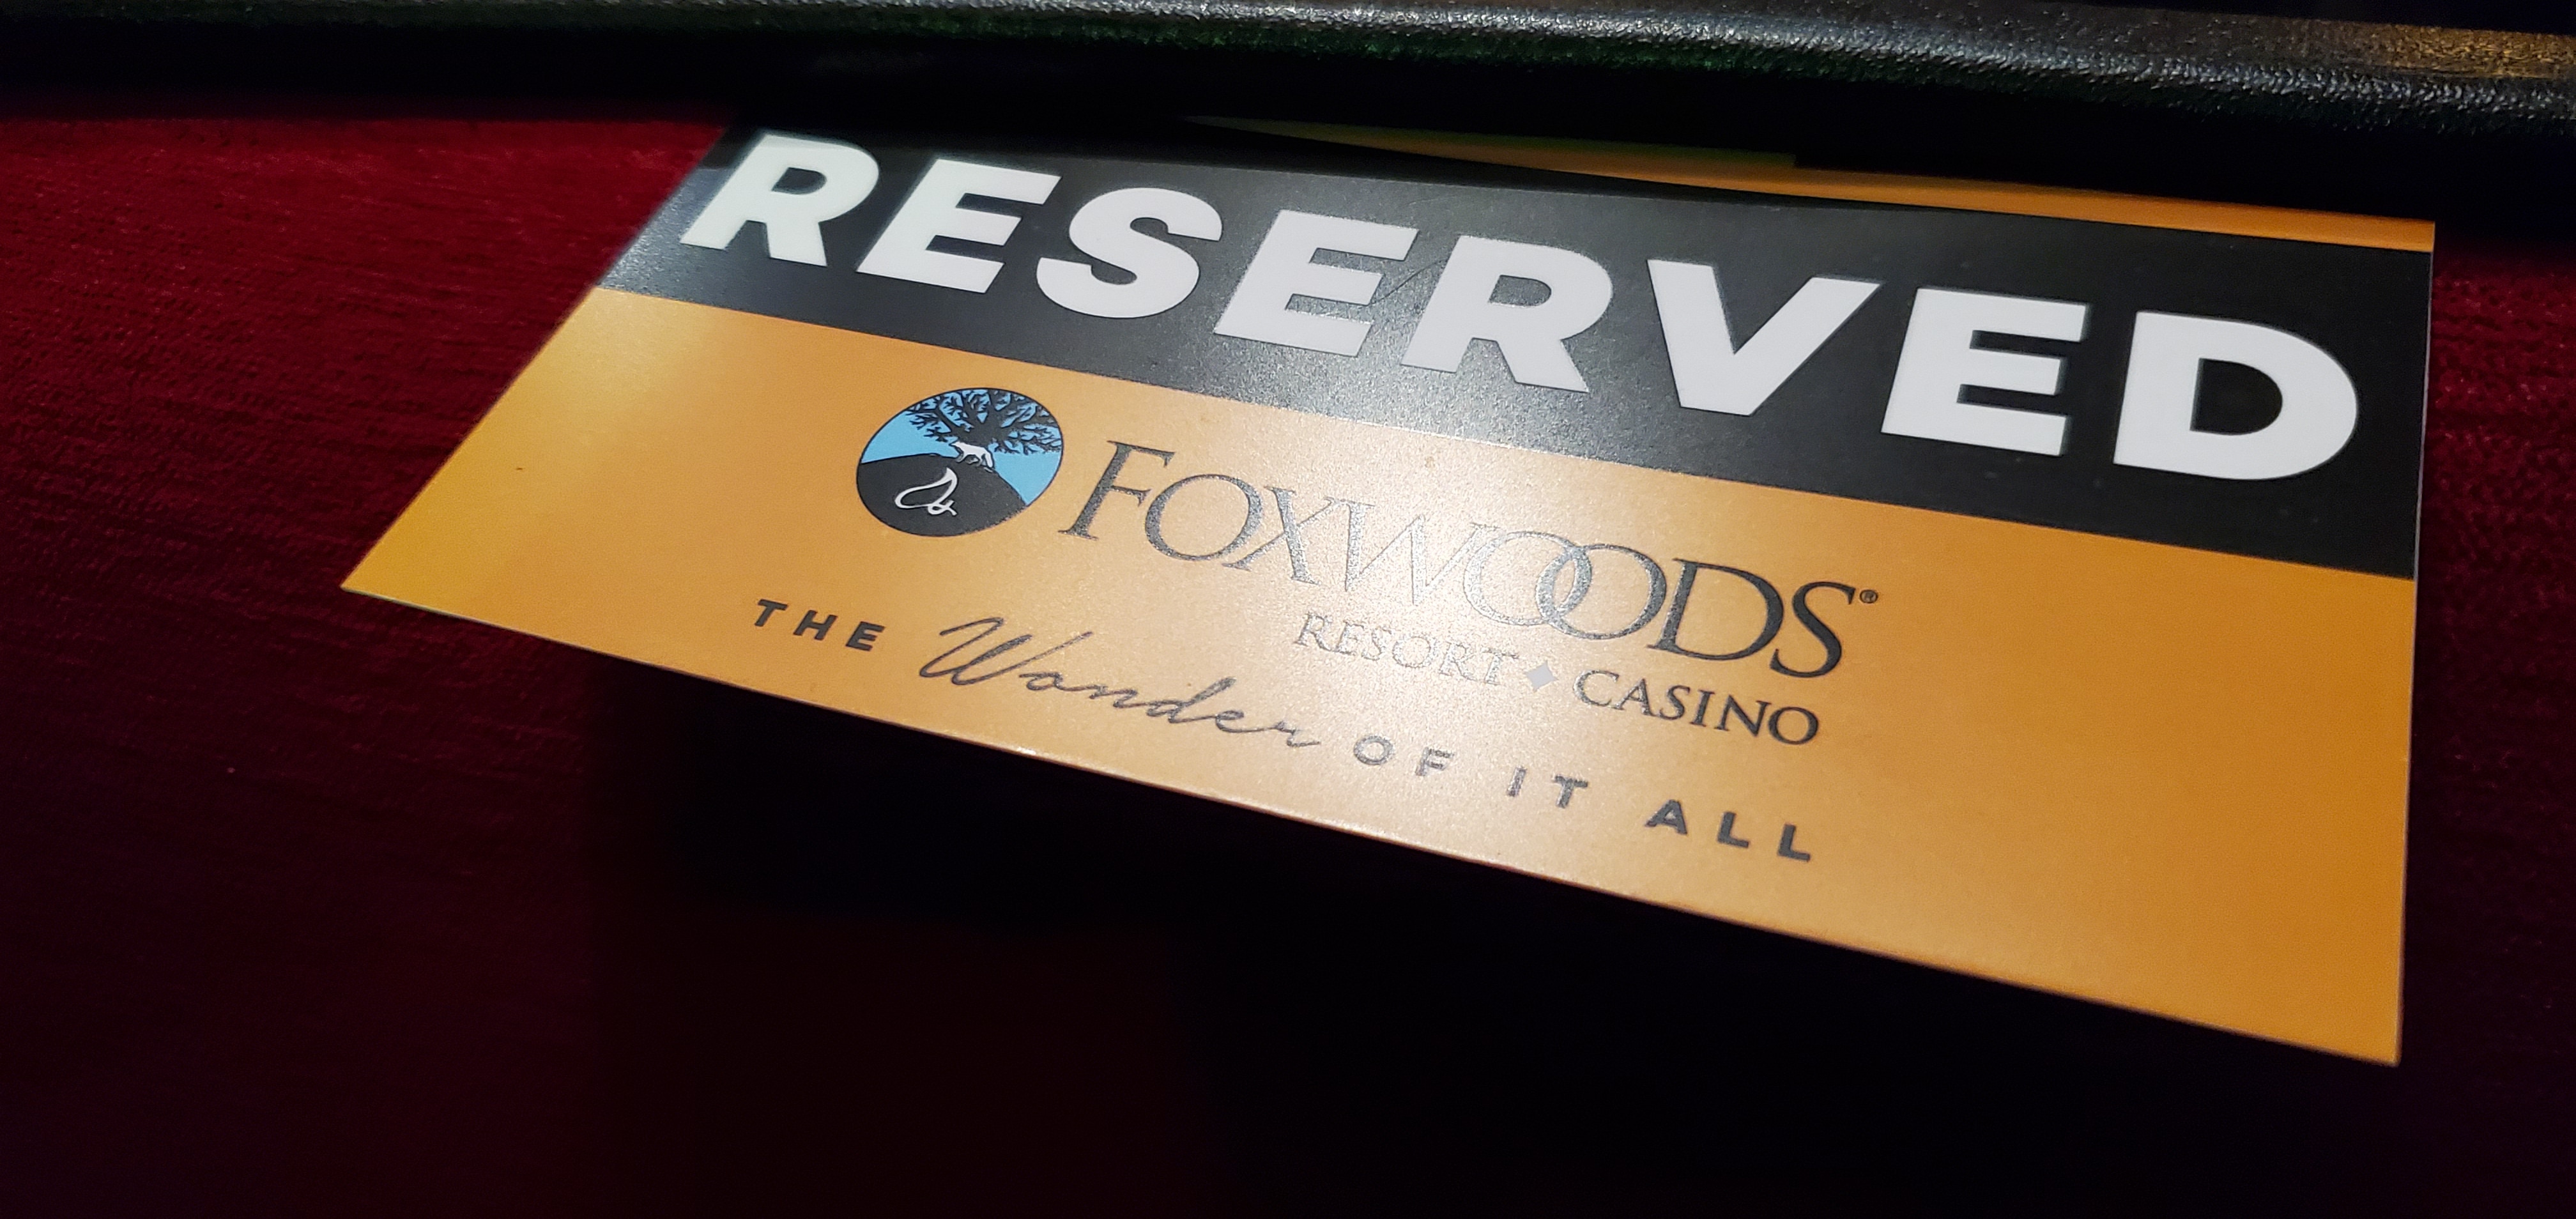 RESERVED
FOXWOODS®
RESORT ◆ CASINO
THE Wonder OF IT ALL